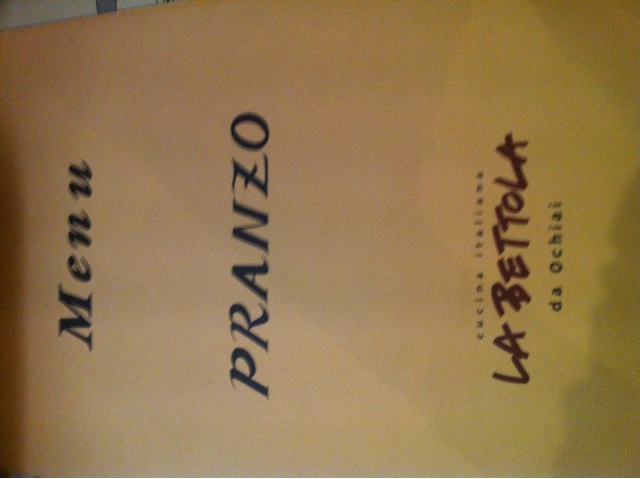 Menu
PRANZO
cucina italiana
LA BETTOLA
da Ochiai